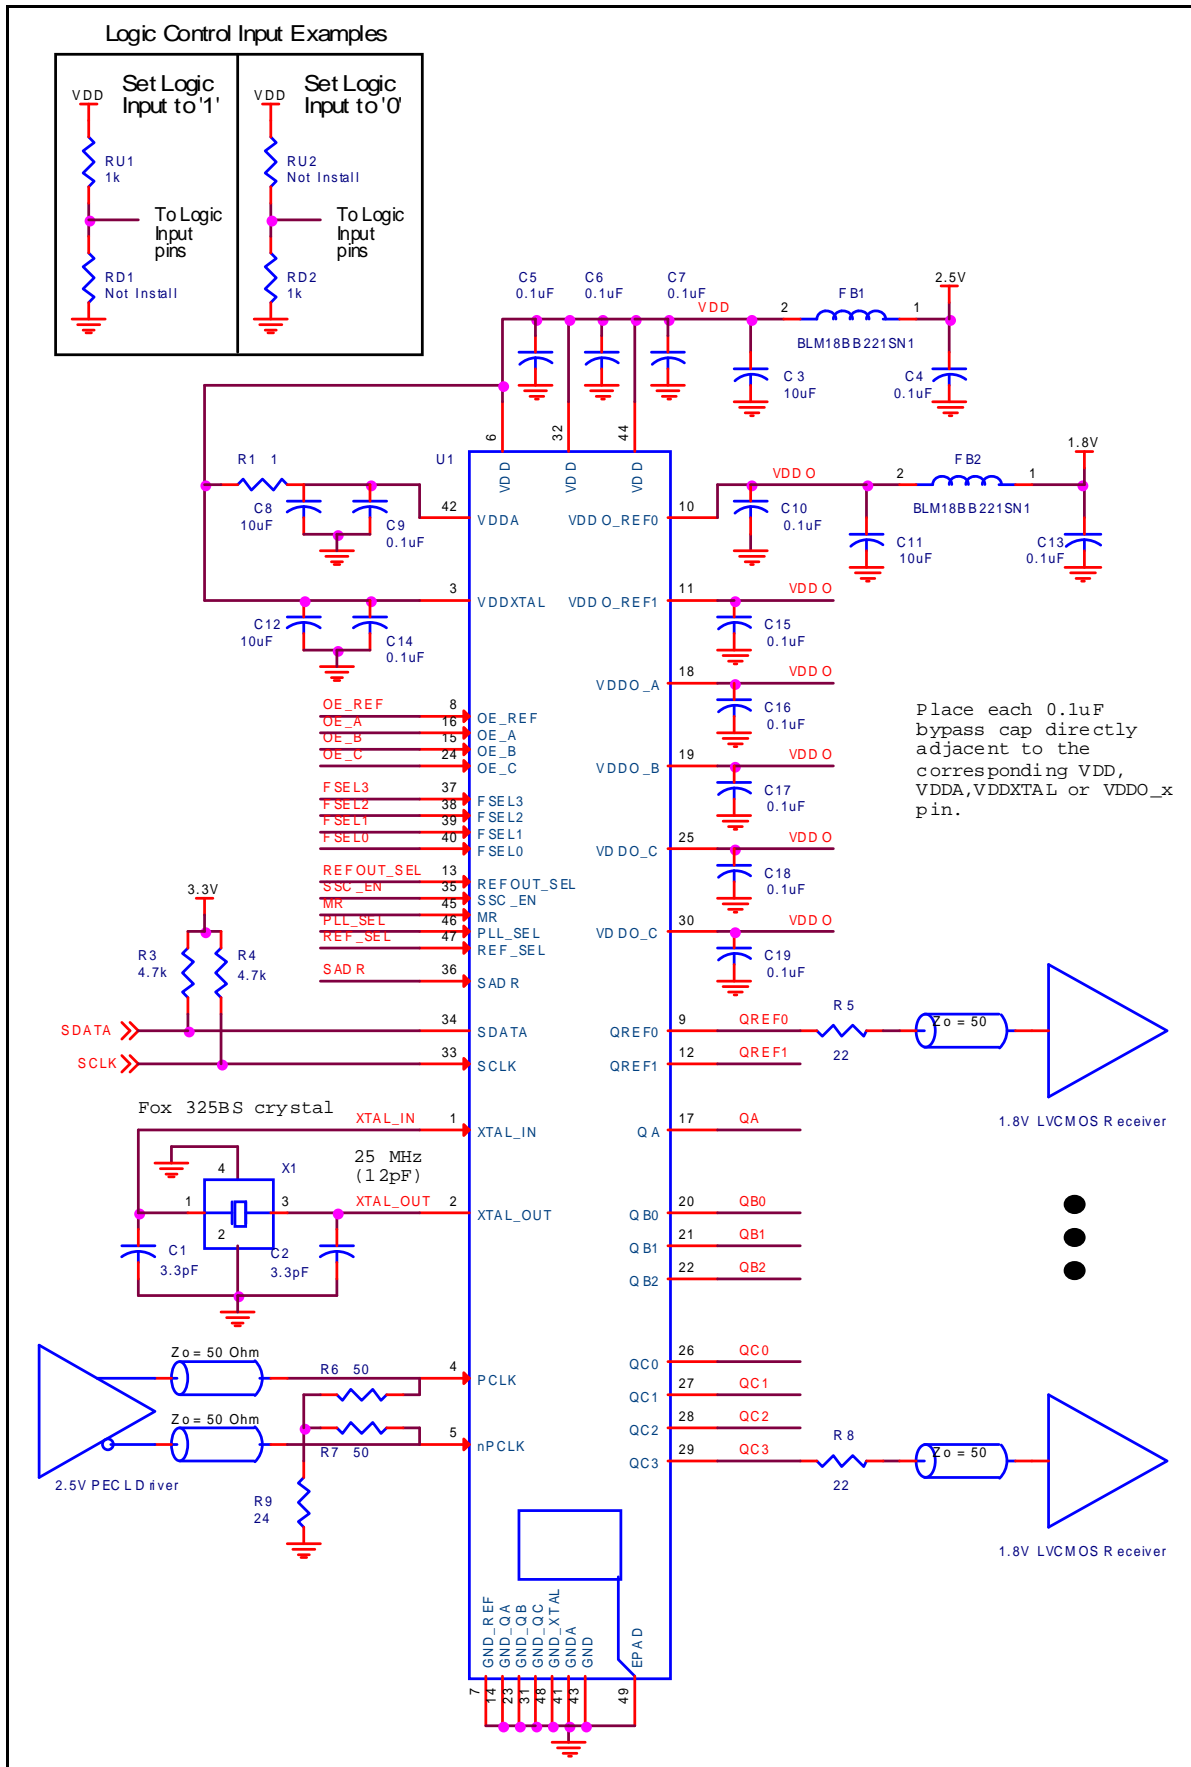 Logic Control Input Examples
VDD
Set Logic
Input to '1'
RU1
1k
To Logic
Input
pins
RD1
Not Install
VDD
Set Logic
Input to '0'
RU2
Not Install
To Logic
Input
pins
RD2
1k
C5
0.1uF
C6
0.1uF
C7
0.1uF
VDD
2
FB1
1
BLM18BB221SN1
2.5V
C3
10uF
C4
0.1uF
6
32
44
U1
VDD
VDD
VDD
R1 1
C8
10uF
C9
0.1uF
42
VDDA
VDDO_REF0
10
VDDO
C10
0.1uF
2
FB2
1
BLM18BB221SN1
1.8V
C11
10uF
C13
0.1uF
3
VDDXTAL
C12
10uF
C14
0.1uF
VDDO_REF1
11
VDDO
C15
0.1uF
VDDO_A
18
VDDO
C16
0.1uF
VDDO_B
19
VDDO
C17
0.1uF
VDDO_C
25
VDDO
C18
0.1uF
VDDO_C
30
VDDO
C19
0.1uF
Place each 0.1uF
bypass cap directly
adjacent to the
corresponding VDD,
VDDA,VDDXTAL or VDDO_x
pin.
OE_REF 8 OE_REF
OE_A 16 OE_A
OE_B 15 OE_B
OE_C 24 OE_C
FSEL3 37 FSEL3
FSEL2 38 FSEL2
FSEL1 39 FSEL1
FSEL0 40 FSEL0
REFOUT_SEL 13 REFOUT_SEL
SSC_EN 35 SSC_EN
MR 45 MR
PLL_SEL 46 PLL_SEL
REF_SEL 47 REF_SEL
SADR 36 SADR
3.3V
R3
4.7k
R4
4.7k
SDATA 34 SDATA
SCLK 33 SCLK
QREF0 9 QREF0
R5
22
Zo = 50
1.8V LVCMOS Receiver
QREF1 12 QREF1
Fox 325BS crystal
XTAL_IN 1 XTAL_IN
25 MHz
(12pF)
4
X1
1
3
2
XTAL_OUT 2 XTAL_OUT
C1
3.3pF
C2
3.3pF
QA 17 QA
QB0 20 QB0
QB1 21 QB1
QB2 22 QB2
QC0 26 QC0
QC1 27 QC1
QC2 28 QC2
QC3 29 QC3
R8
22
Zo = 50
1.8V LVCMOS Receiver
Zo = 50 Ohm
R6 50
4 PCLK
Zo = 50 Ohm
R7 50
5 nPCLK
2.5V PECL Driver
R9
24
GND_REF
GND_QA
GND_QB
GND_QC
GND_XTAL
GNDA
GND
EPAD
7
14
23
31
48
41
43
49